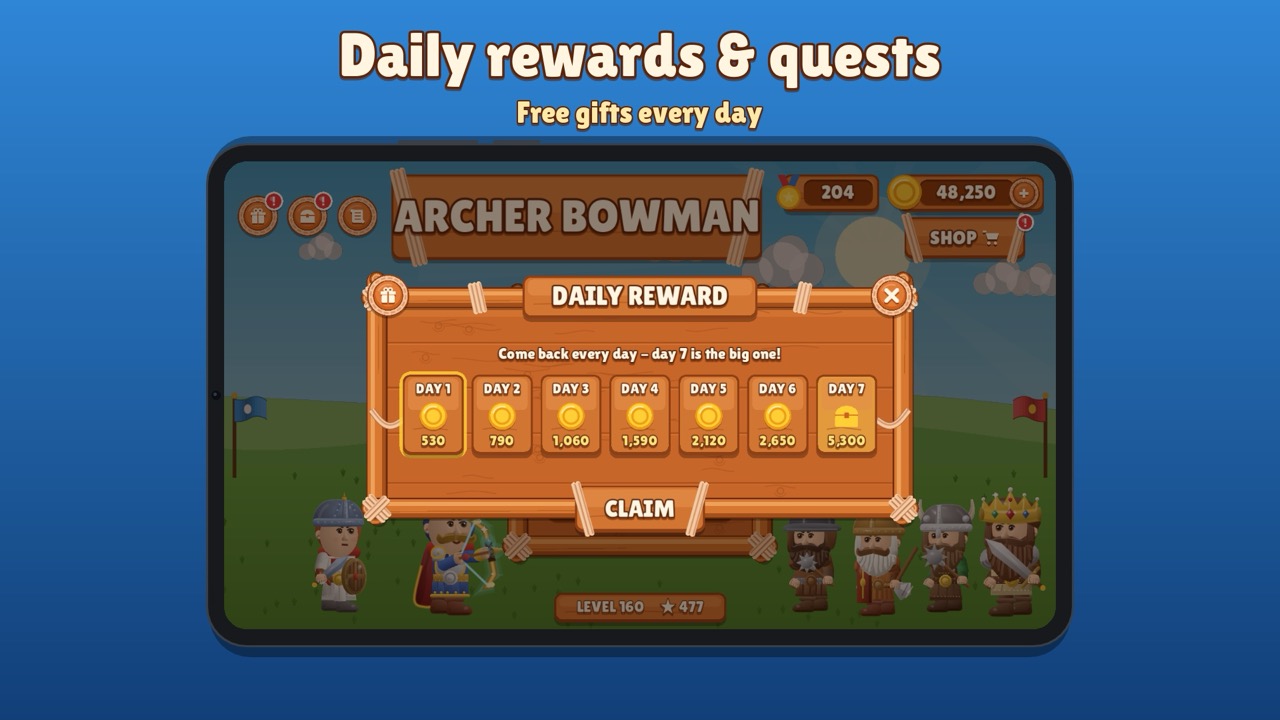 Daily rewards & quests
Free gifts every day
! !
ARCHER BOWMAN
204
48,250 +
SHOP !
DAILY REWARD
Come back every day – day 7 is the big one!
DAY 1 DAY 2 DAY 3 DAY 4 DAY 5 DAY 6 DAY 7
530 790 1,060 1,590 2,120 2,650 5,300
CLAIM
LEVEL 160 ★ 477